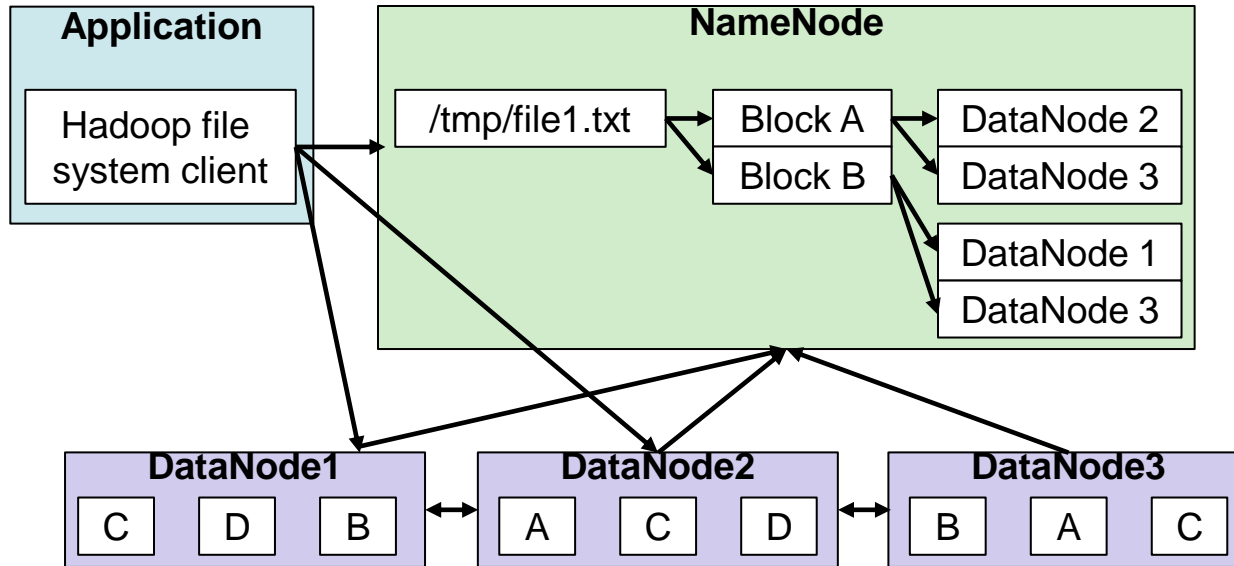 Application
Hadoop file
system client
NameNode
/tmp/file1.txt
Block A
Block B
DataNode 2
DataNode 3
DataNode 1
DataNode 3
DataNode1
C D B
DataNode2
A C D
DataNode3
B A C